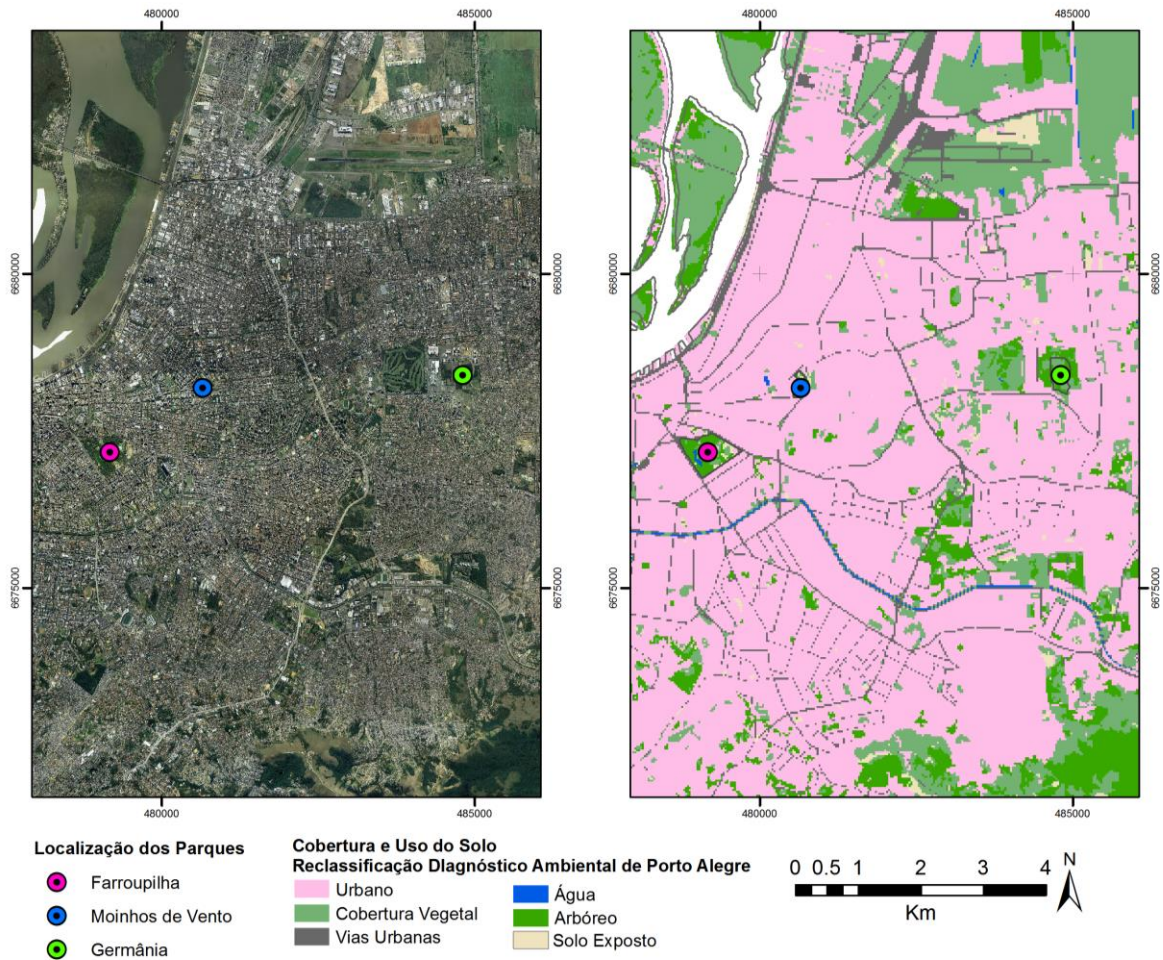 480000 485000 480000 485000
6680000 6680000 6680000
6675000 6675000 6675000
480000 485000 480000 485000
Localização dos Parques
Farroupilha
Moinhos de Vento
Germânia
Cobertura e Uso do Solo
Reclassificação DIagnóstico Ambiental de Porto Alegre
Urbano
Cobertura Vegetal
Vias Urbanas
Água
Arbóreo
Solo Exposto
0 0.5 1 2 3 4
Km
N